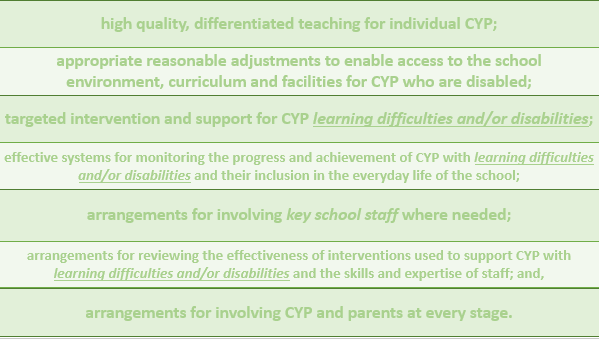 high quality, differentiated teaching for individual CYP;
appropriate reasonable adjustments to enable access to the school
environment, curriculum and facilities for CYP who are disabled;
targeted intervention and support for CYP learning difficulties and/or disabilities;
effective systems for monitoring the progress and achievement of CYP with learning difficulties
and/or disabilities and their inclusion in the everyday life of the school;
arrangements for involving key school staff where needed;
arrangements for reviewing the effectiveness of interventions used to support CYP with
learning difficulties and/or disabilities and the skills and expertise of staff; and,
arrangements for involving CYP and parents at every stage.